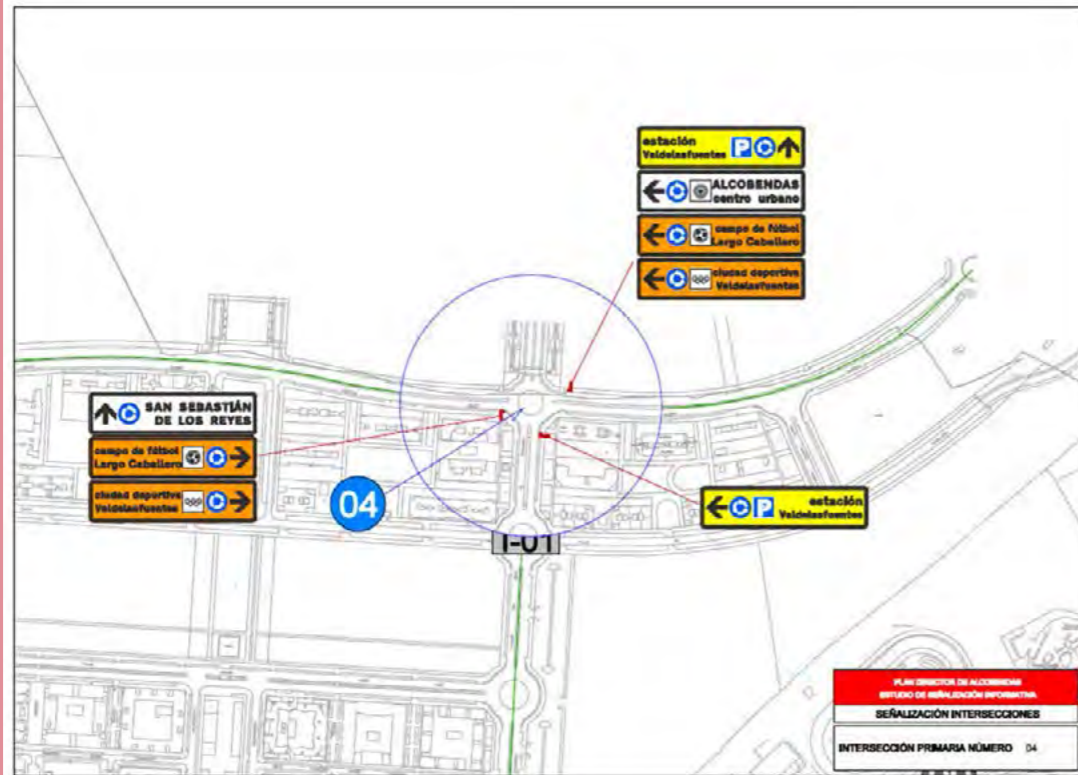 estación
Valdelasfuentes P
ALCOBENDAS
centro urbano
campo de fútbol
Largo Caballero
ciudad deportiva
Valdelasfuentes
SAN SEBASTIÁN
DE LOS REYES
campo de fútbol
Largo Caballero
ciudad deportiva
Valdelasfuentes
04
P estación
Valdelasfuentes
I-01
PLAN DIRECTOR DE ALCOBENDAS
ESTUDIO DE SEÑALIZACIÓN INFORMATIVA
SEÑALIZACIÓN INTERSECCIONES
INTERSECCIÓN PRIMARIA NÚMERO 04